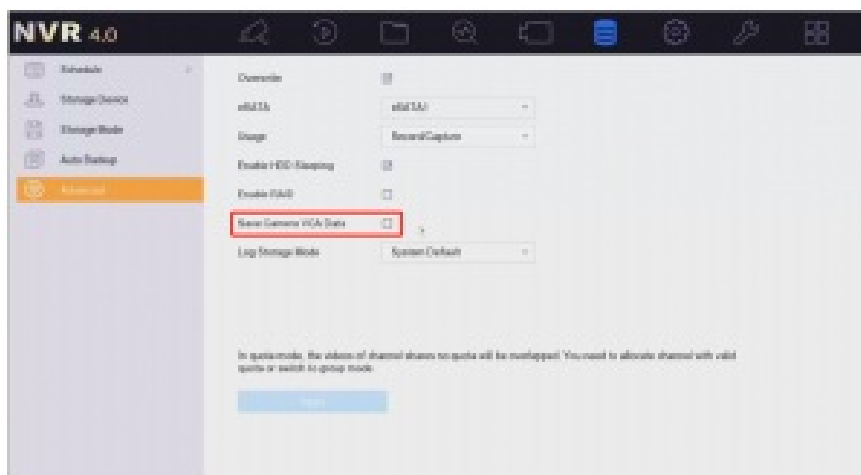 NVR 4.0
Schedule
Storage Device
Storage Mode
Auto Backup
Advanced
Overwrite
eSATA
eSATA1
Usage
Record/Capture
Enable HDD Sleeping
Enable RAID
Save Camera VCA Data
Log Storage Mode
System Default
In quota mode, the videos of channel shares no quota will be overlapped. You need to allocate channel with valid
quota or switch to group mode.
Apply